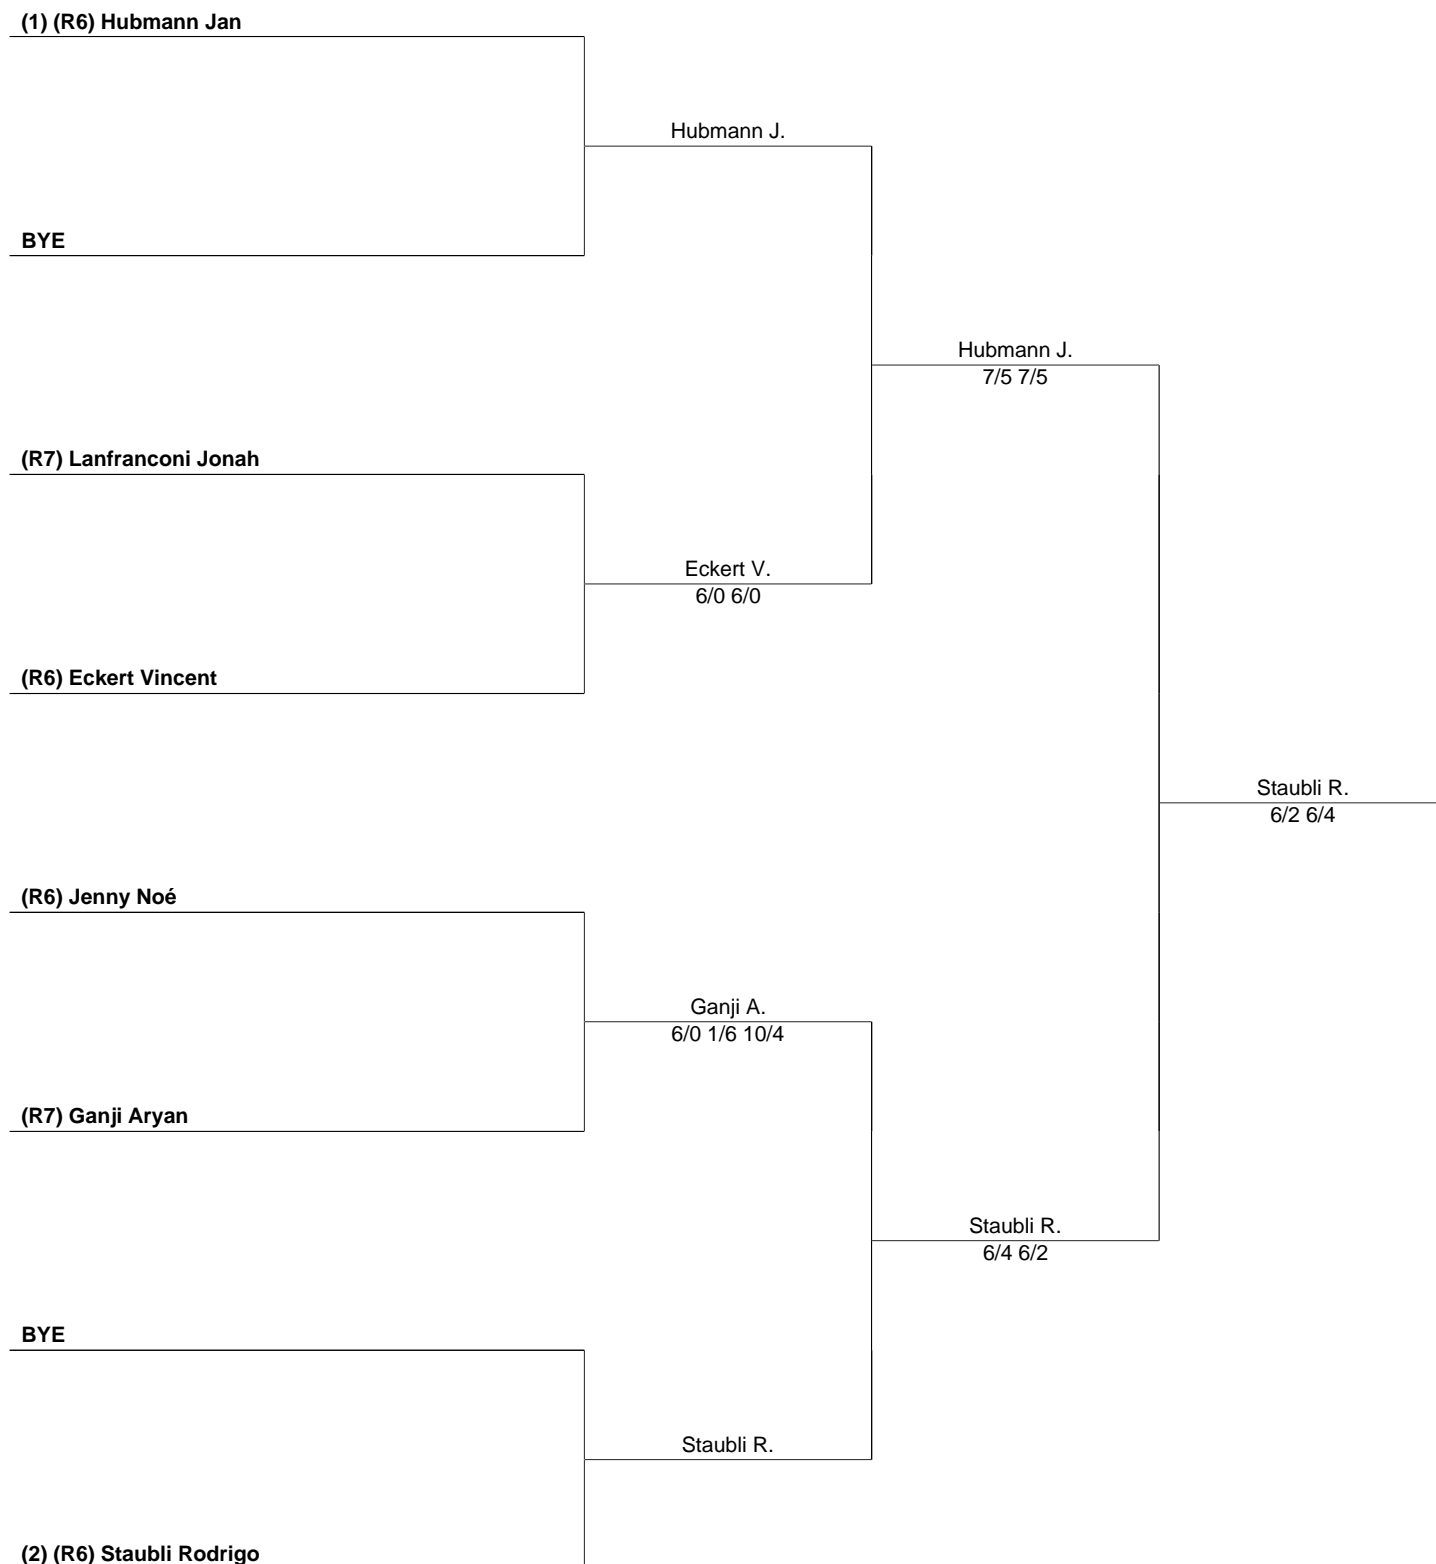 (1) (R6) Hubmann Jan
Hubmann J.
BYE
Hubmann J.
7/5 7/5
(R7) Lanfranconi Jonah
Eckert V.
6/0 6/0
(R6) Eckert Vincent
Staubli R.
6/2 6/4
(R6) Jenny Noé
Ganji A.
6/0 1/6 10/4
(R7) Ganji Aryan
Staubli R.
6/4 6/2
BYE
Staubli R.
(2) (R6) Staubli Rodrigo